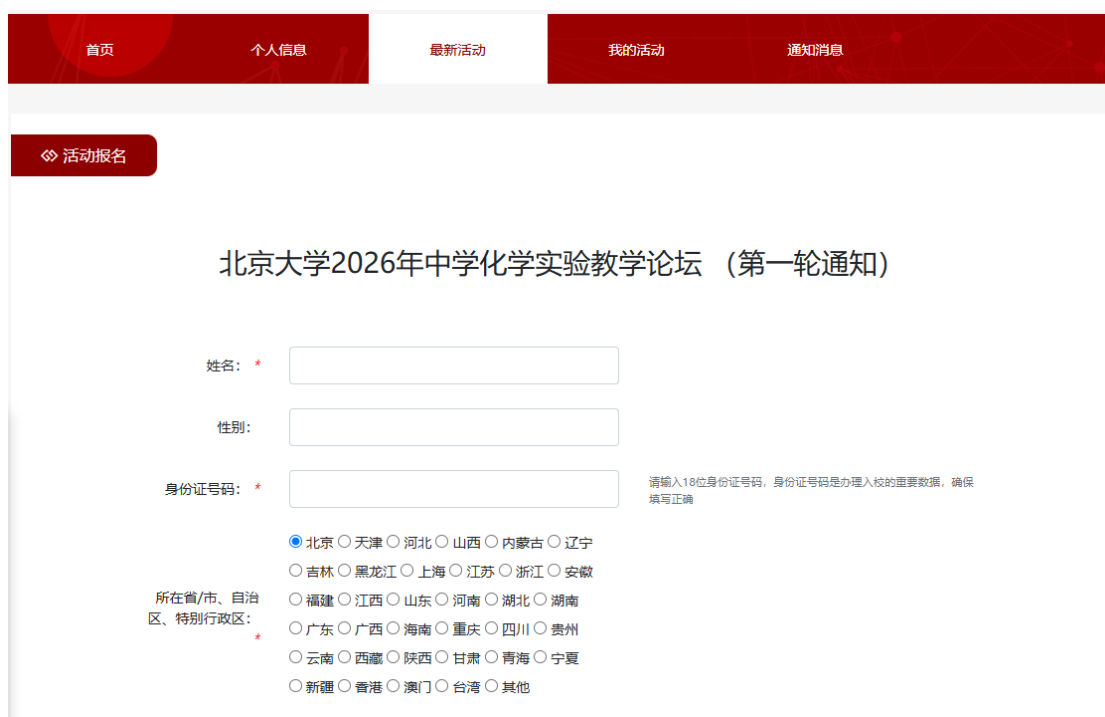 首页 个人信息 最新活动 我的活动 通知消息
活动报名
北京大学2026年中学化学实验教学论坛 （第一轮通知）
姓名： *
性别：
身份证号码： *
请输入18位身份证号码，身份证号码是办理入校的重要数据，确保
填写正确
所在省/市、自治
区、特别行政区：
*
北京 天津 河北 山西 内蒙古 辽宁
吉林 黑龙江 上海 江苏 浙江 安徽
福建 江西 山东 河南 湖北 湖南
广东 广西 海南 重庆 四川 贵州
云南 西藏 陕西 甘肃 青海 宁夏
新疆 香港 澳门 台湾 其他